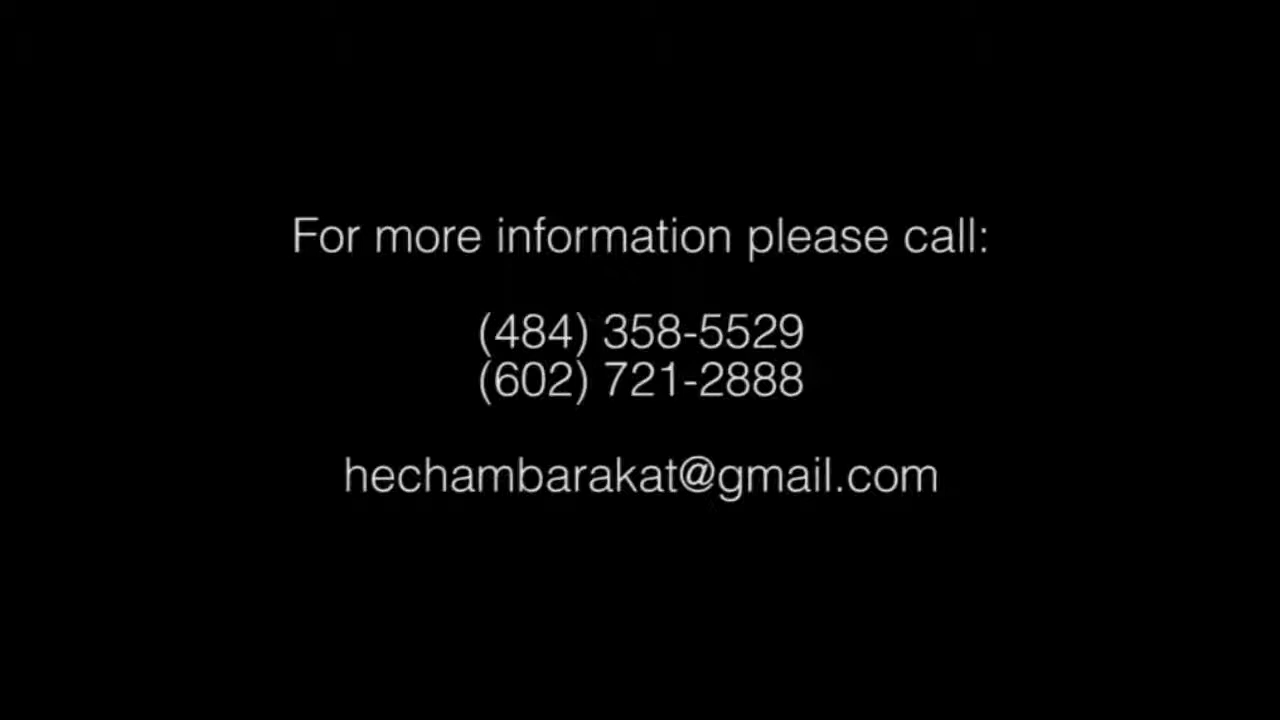 For more information please call:
(484) 358-5529
(602) 721-2888
hechambarakat@gmail.com